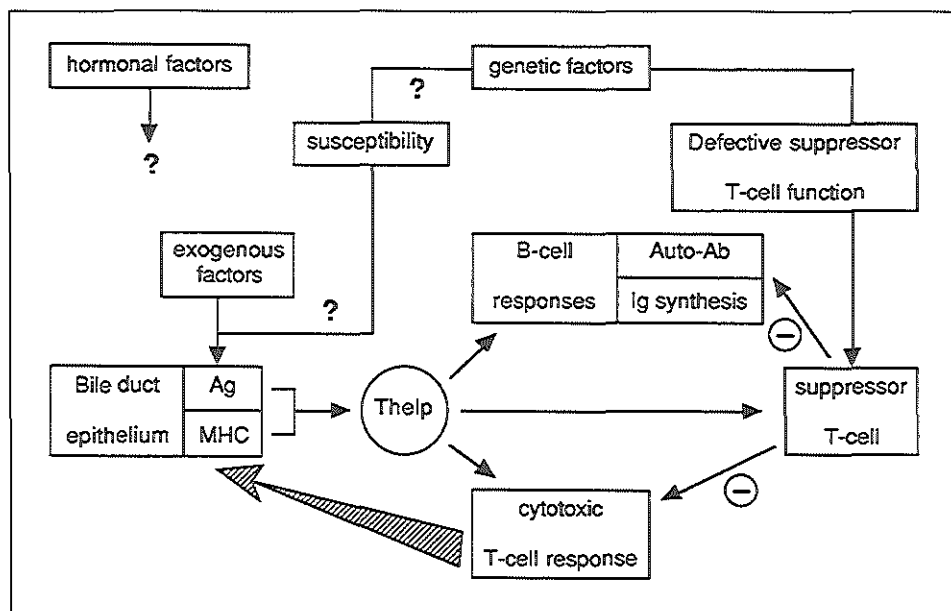 hormonal factors
?
genetic factors
?
susceptibility
Defective suppressor
T-cell function
exogenous
factors
?
B-cell
responses
Auto-Ab
Ig synthesis
−
Bile duct
epithelium
Ag
MHC
Thelp
suppressor
T-cell
−
cytotoxic
T-cell response